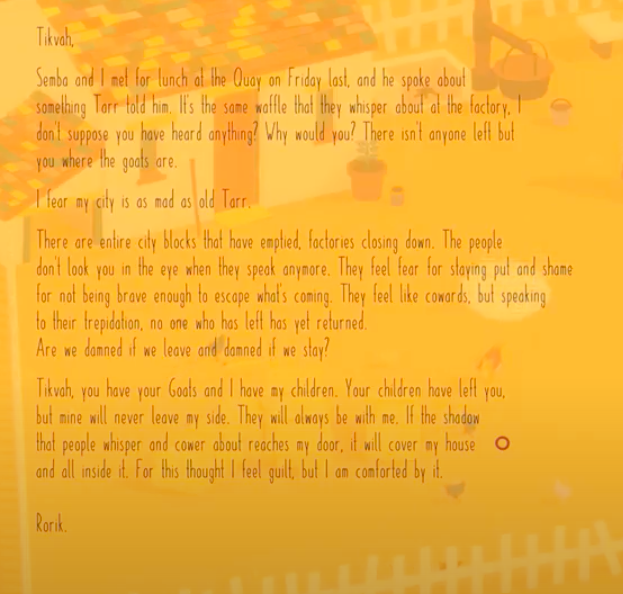 Tikvah,
Semba and I met for lunch at the Quay on Friday last, and he spoke about
something Tarr told him. It's the same waffle that they whisper about at the factory, I
don't suppose you have heard anything? Why would you? There isn't anyone left but
you where the goats are.
I fear my city is as mad as old Tarr.
There are entire city blocks that have emptied, factories closing down. The people
don't look you in the eye when they speak anymore. They feel fear for staying put and shame
for not being brave enough to escape what's coming. They feel like cowards, but speaking
to their trepidation, no one who has left has yet returned.
Are we damned if we leave and damned if we stay?
Tikvah, you have your Goats and I have my children. Your children have left you,
but mine will never leave my side. They will always be with me. If the shadow
that people whisper and cower about reaches my door, it will cover my house
and all inside it. For this thought I feel guilt, but I am comforted by it.
Rorik.